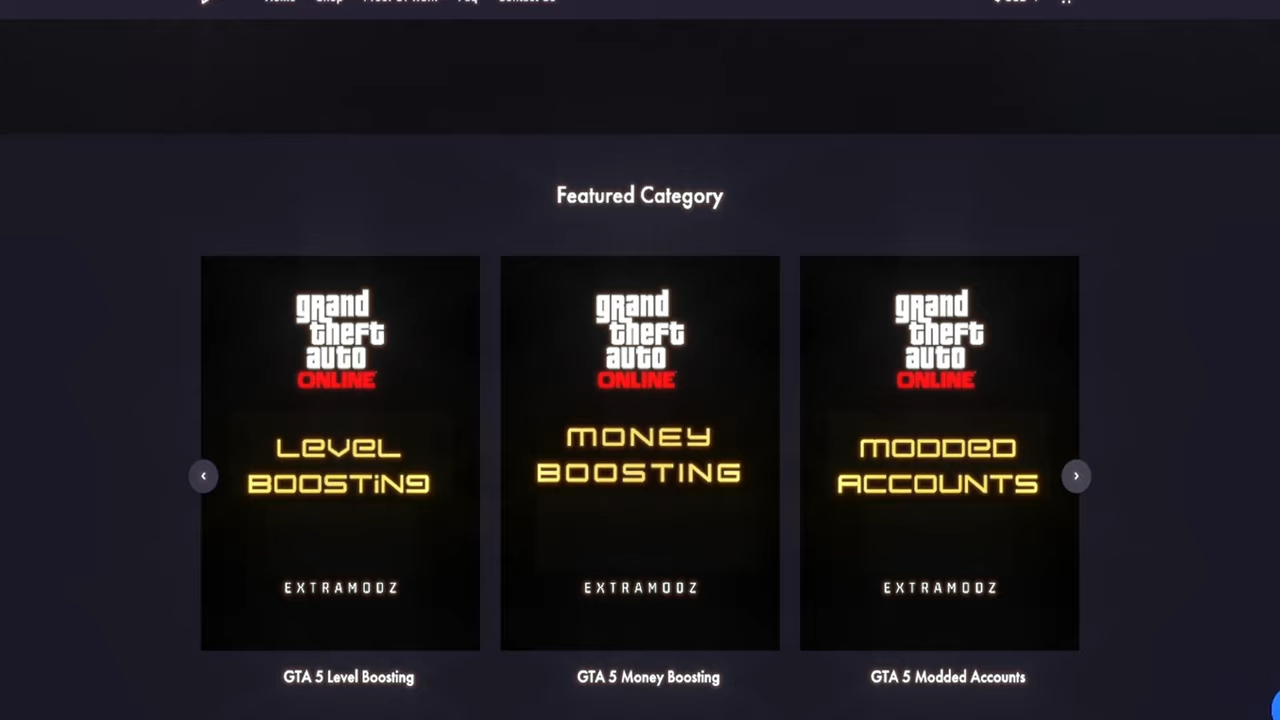 Featured Category
grand
theft
auto
ONLINE
LEVEL
BOOSTING
EXTRAMODZ
GTA 5 Level Boosting
grand
theft
auto
ONLINE
MONEY
BOOSTING
EXTRAMODZ
GTA 5 Money Boosting
grand
theft
auto
ONLINE
MODDED
ACCOUNTS
EXTRAMODZ
GTA 5 Modded Accounts